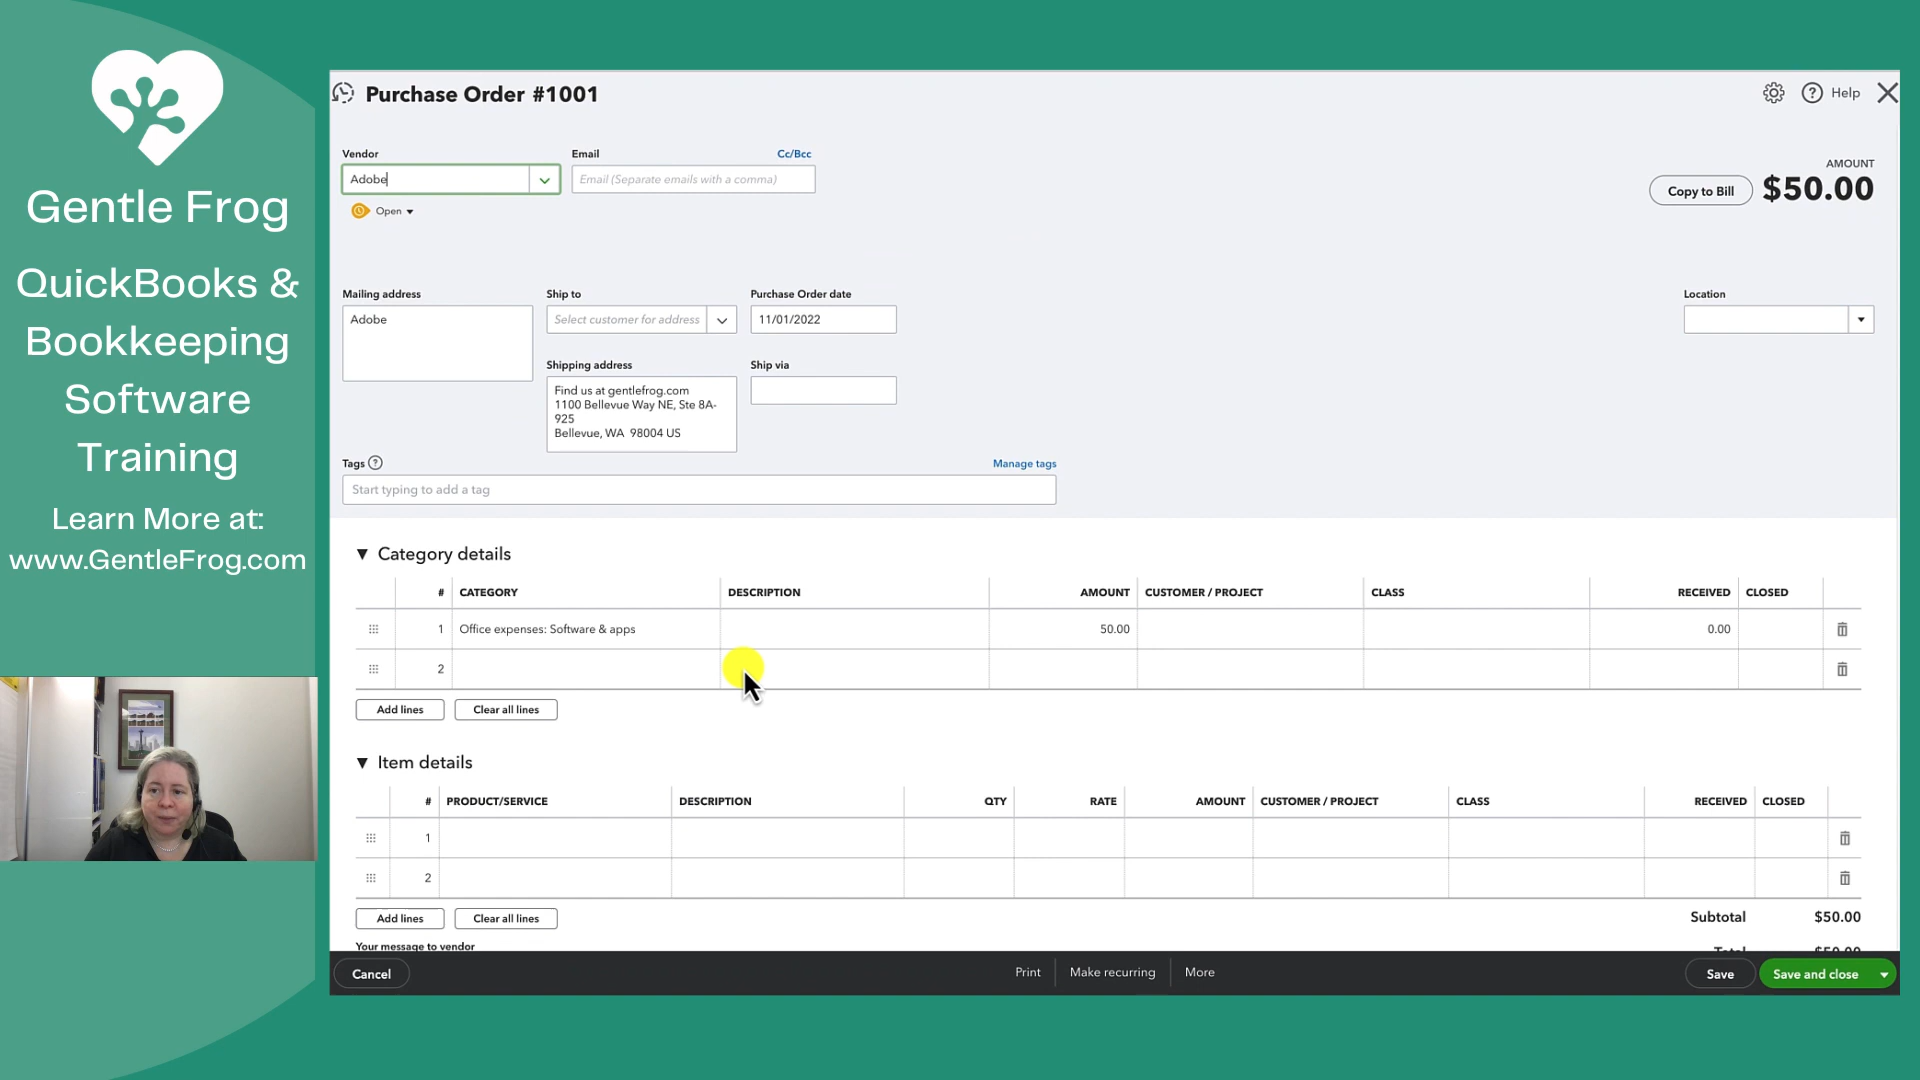 Gentle Frog
QuickBooks &
Bookkeeping
Software
Training
Learn More at:
www.GentleFrog.com
Purchase Order #1001
Help
Vendor
Email
Cc/Bcc
Adobe
Email (Separate emails with a comma)
Open
AMOUNT
Copy to Bill
$50.00
Mailing address
Ship to
Purchase Order date
Location
Adobe
Select customer for address
11/01/2022
Shipping address
Ship via
Find us at gentlefrog.com
1100 Bellevue Way NE, Ste 8A-
925
Bellevue, WA 98004 US
Tags
Manage tags
Start typing to add a tag
Category details
# CATEGORY DESCRIPTION AMOUNT CUSTOMER / PROJECT CLASS RECEIVED CLOSED
1 Office expenses: Software & apps 50.00 0.00
2
Add lines Clear all lines
Item details
# PRODUCT/SERVICE DESCRIPTION QTY RATE AMOUNT CUSTOMER / PROJECT CLASS RECEIVED CLOSED
1
2
Add lines Clear all lines
Subtotal $50.00
Your message to vendor
Total $50.00
Cancel Print Make recurring More Save Save and close